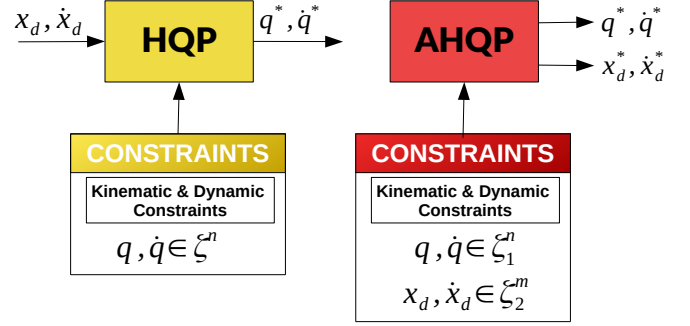 x_d, ẋ_d
HQP
q*, q̇*
CONSTRAINTS
Kinematic & Dynamic
Constraints
q, q̇ ∈ ζ^n
AHQP
q*, q̇*
x_d*, ẋ_d*
CONSTRAINTS
Kinematic & Dynamic
Constraints
q, q̇ ∈ ζ_1^n
x_d, ẋ_d ∈ ζ_2^m